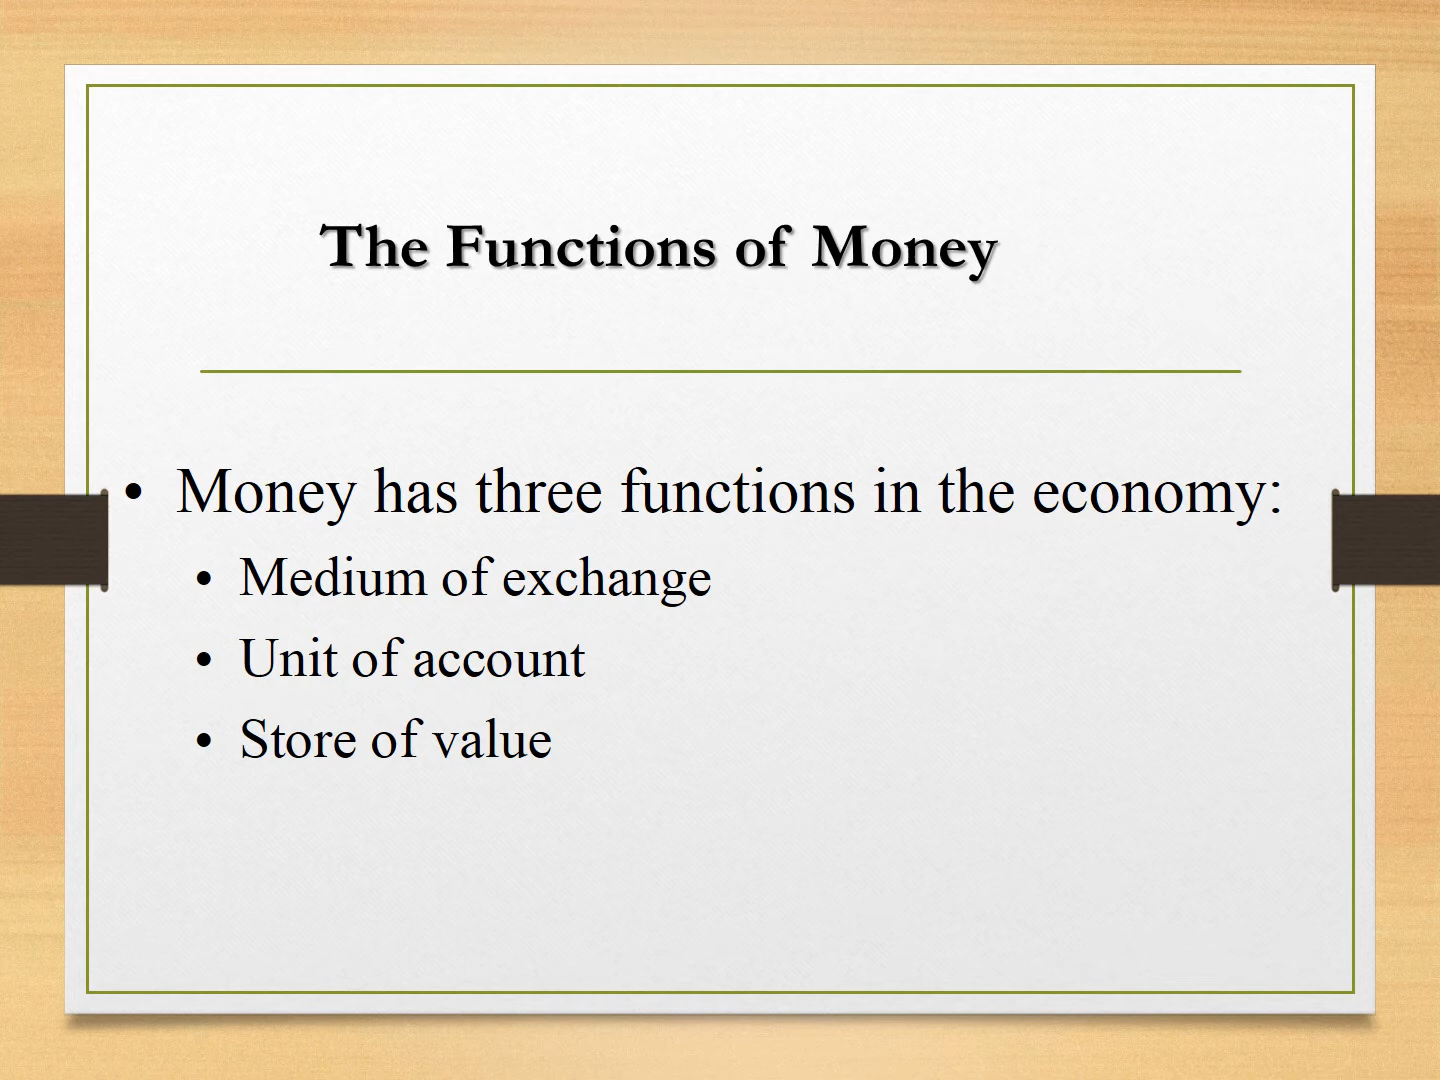 The Functions of Money
• Money has three functions in the economy:
• Medium of exchange
• Unit of account
• Store of value